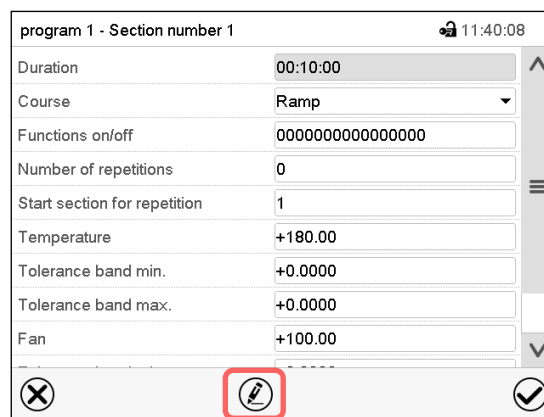 program 1 - Section number 1 11:40:08
Duration 00:10:00
Course Ramp
Functions on/off 0000000000000000
Number of repetitions 0
Start section for repetition 1
Temperature +180.00
Tolerance band min. +0.0000
Tolerance band max. +0.0000
Fan +100.00